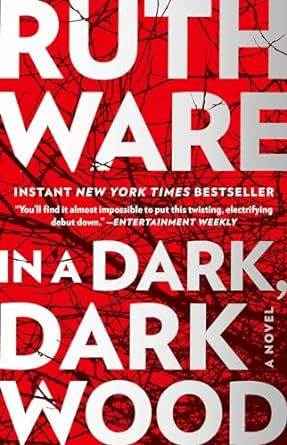 RUTH
WARE
INSTANT NEW YORK TIMES BESTSELLER
"You'll find it almost impossible to put this twisting, electrifying
debut down." —ENTERTAINMENT WEEKLY
IN A DARK,
DARK
WOOD
A NOVEL